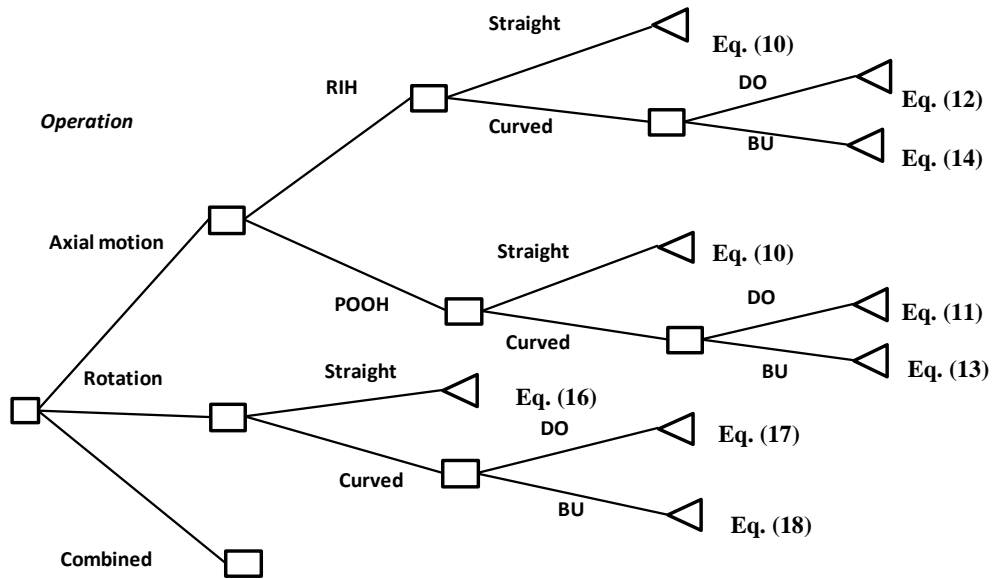 Straight
Eq. (10)
RIH
DO
Operation
Eq. (12)
Curved
BU
Eq. (14)
Axial motion
Straight
Eq. (10)
POOH
DO
Eq. (11)
Curved
Rotation
Straight
BU
Eq. (13)
Eq. (16)
DO
Eq. (17)
Curved
BU
Eq. (18)
Combined